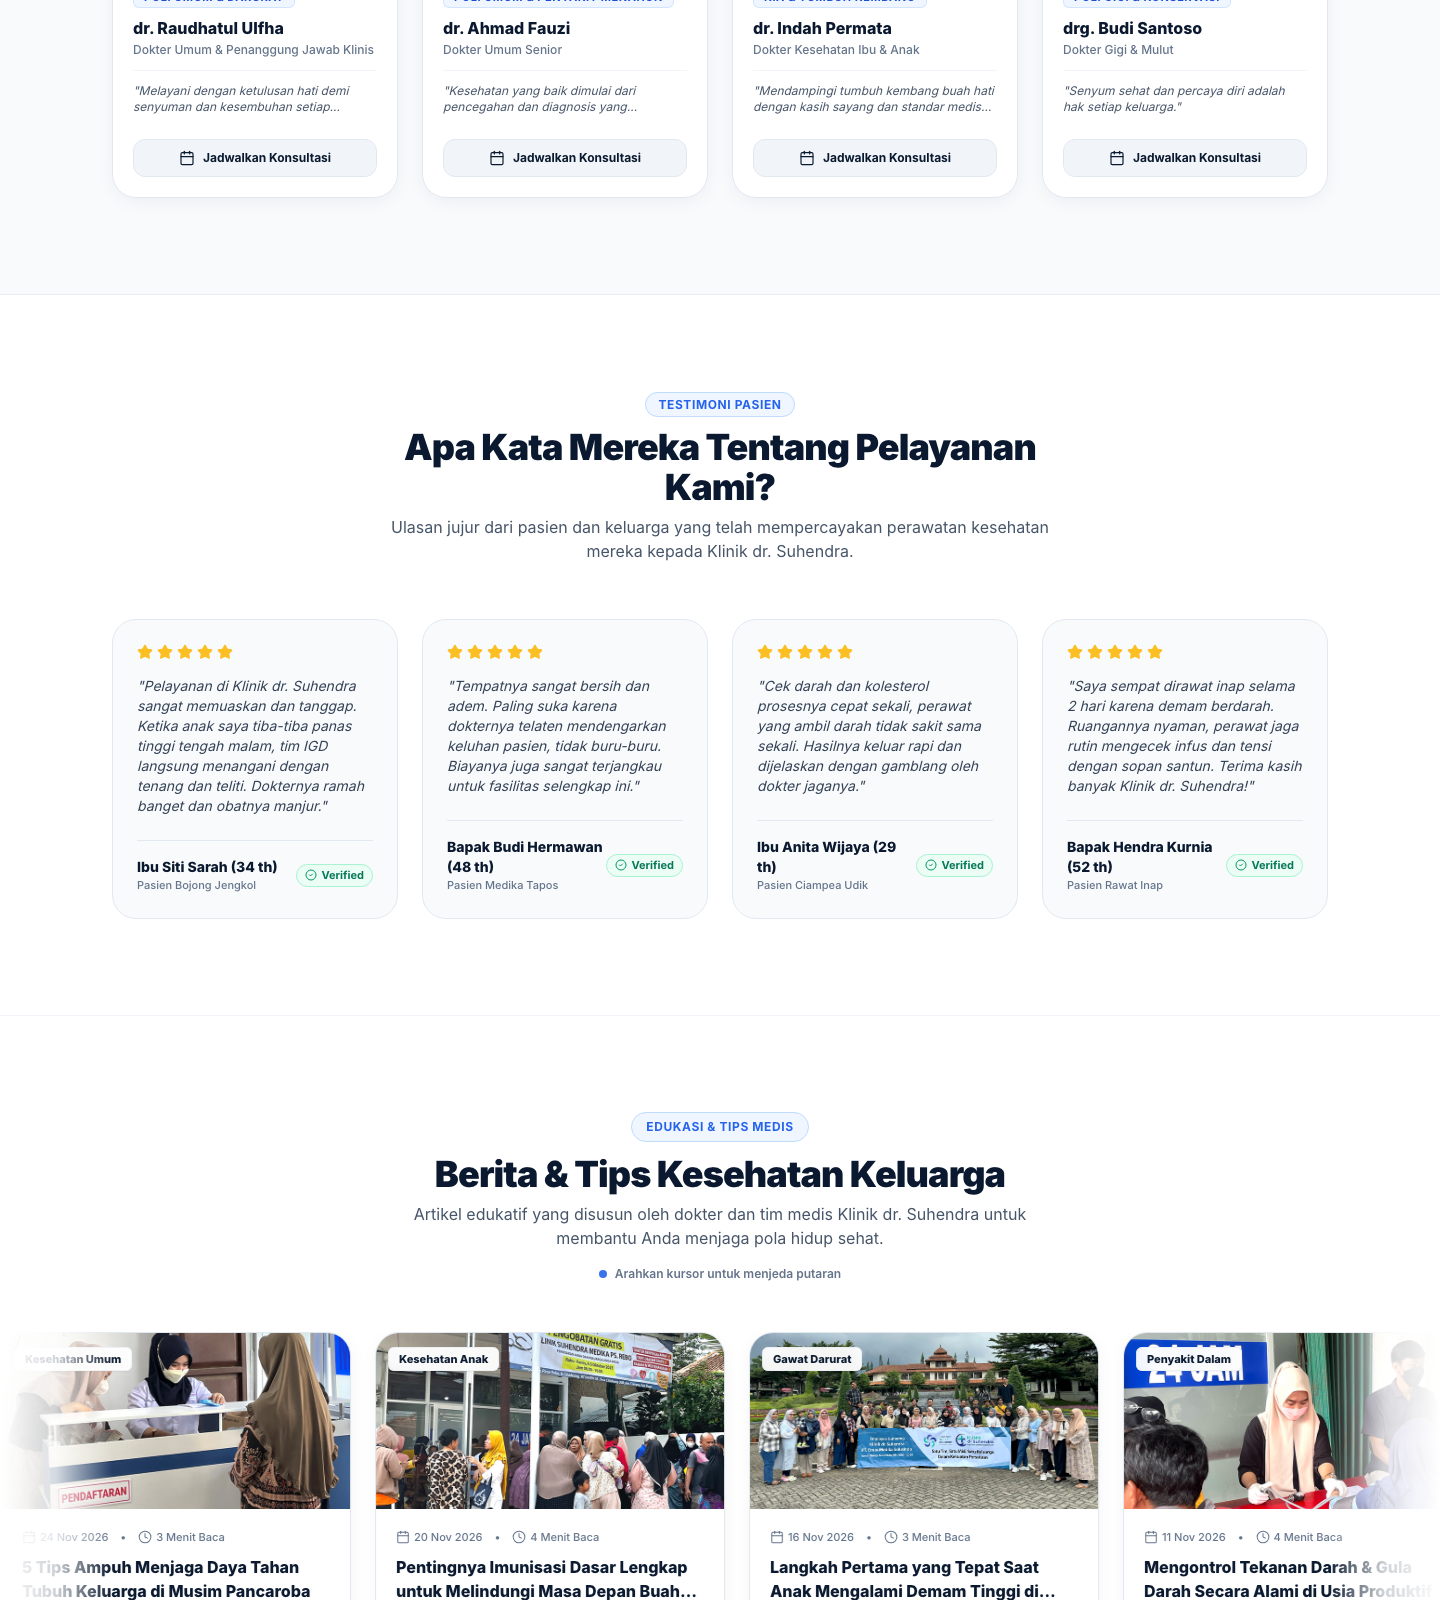 dr. Raudhatul Ulfha
Dokter Umum & Penanggung Jawab Klinis
"Melayani dengan ketulusan hati demi
senyuman dan kesembuhan setiap...
Jadwalkan Konsultasi
dr. Ahmad Fauzi
Dokter Umum Senior
"Kesehatan yang baik dimulai dari
pencegahan dan diagnosis yang...
Jadwalkan Konsultasi
dr. Indah Permata
Dokter Kesehatan Ibu & Anak
"Mendampingi tumbuh kembang buah hati
dengan kasih sayang dan standar medis...
Jadwalkan Konsultasi
drg. Budi Santoso
Dokter Gigi & Mulut
"Senyum sehat dan percaya diri adalah
hak setiap keluarga."
Jadwalkan Konsultasi
TESTIMONI PASIEN
Apa Kata Mereka Tentang Pelayanan
Kami?
Ulasan jujur dari pasien dan keluarga yang telah mempercayakan perawatan kesehatan
mereka kepada Klinik dr. Suhendra.
"Pelayanan di Klinik dr. Suhendra
sangat memuaskan dan tanggap.
Ketika anak saya tiba-tiba panas
tinggi tengah malam, tim IGD
langsung menangani dengan
tenang dan teliti. Dokternya ramah
banget dan obatnya manjur."
Ibu Siti Sarah (34 th)
Pasien Bojong Jengkol
Verified
"Tempatnya sangat bersih dan
adem. Paling suka karena
dokternya telaten mendengarkan
keluhan pasien, tidak buru-buru.
Biayanya juga sangat terjangkau
untuk fasilitas selengkap ini."
Bapak Budi Hermawan
(48 th)
Pasien Medika Tapos
Verified
"Cek darah dan kolesterol
prosesnya cepat sekali, perawat
yang ambil darah tidak sakit sama
sekali. Hasilnya keluar rapi dan
dijelaskan dengan gamblang oleh
dokter jaganya."
Ibu Anita Wijaya (29
th)
Pasien Ciampea Udik
Verified
"Saya sempat dirawat inap selama
2 hari karena demam berdarah.
Ruangannya nyaman, perawat jaga
rutin mengecek infus dan tensi
dengan sopan santun. Terima kasih
banyak Klinik dr. Suhendra!"
Bapak Hendra Kurnia
(52 th)
Pasien Rawat Inap
Verified
EDUKASI & TIPS MEDIS
Berita & Tips Kesehatan Keluarga
Artikel edukatif yang disusun oleh dokter dan tim medis Klinik dr. Suhendra untuk
membantu Anda menjaga pola hidup sehat.
Arahkan kursor untuk menjeda putaran
Kesehatan Umum
PENDAFTARAN
24 Nov 2026 • 3 Menit Baca
5 Tips Ampuh Menjaga Daya Tahan
Tubuh Keluarga di Musim Pancaroba
Kesehatan Anak
PENGOBATAN GRATIS
20 Nov 2026 • 4 Menit Baca
Pentingnya Imunisasi Dasar Lengkap
untuk Melindungi Masa Depan Buah...
Gawat Darurat
16 Nov 2026 • 3 Menit Baca
Langkah Pertama yang Tepat Saat
Anak Mengalami Demam Tinggi di...
Penyakit Dalam
24 JAM
11 Nov 2026 • 4 Menit Baca
Mengontrol Tekanan Darah & Gula
Darah Secara Alami di Usia Produktif